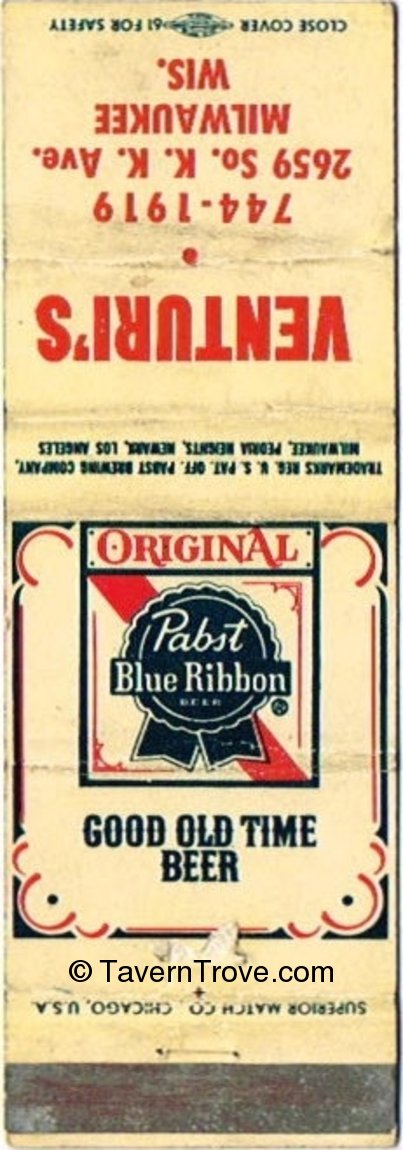 TRADEMARKS REG. U. S. PAT. OFF. PABST BREWING COMPANY,
MILWAUKEE, PEORIA HEIGHTS, NEWARK, LOS ANGELES
VENTURI'S
744-1919
2659 So. K. K. Ave.
MILWAUKEE
WIS.
CLOSE COVER FOR SAFETY
ORIGINAL
Pabst
Blue Ribbon
BEER
®
GOOD OLD TIME
BEER
© TavernTrove.com
SUPERIOR MATCH CO. CHICAGO, U.S.A.